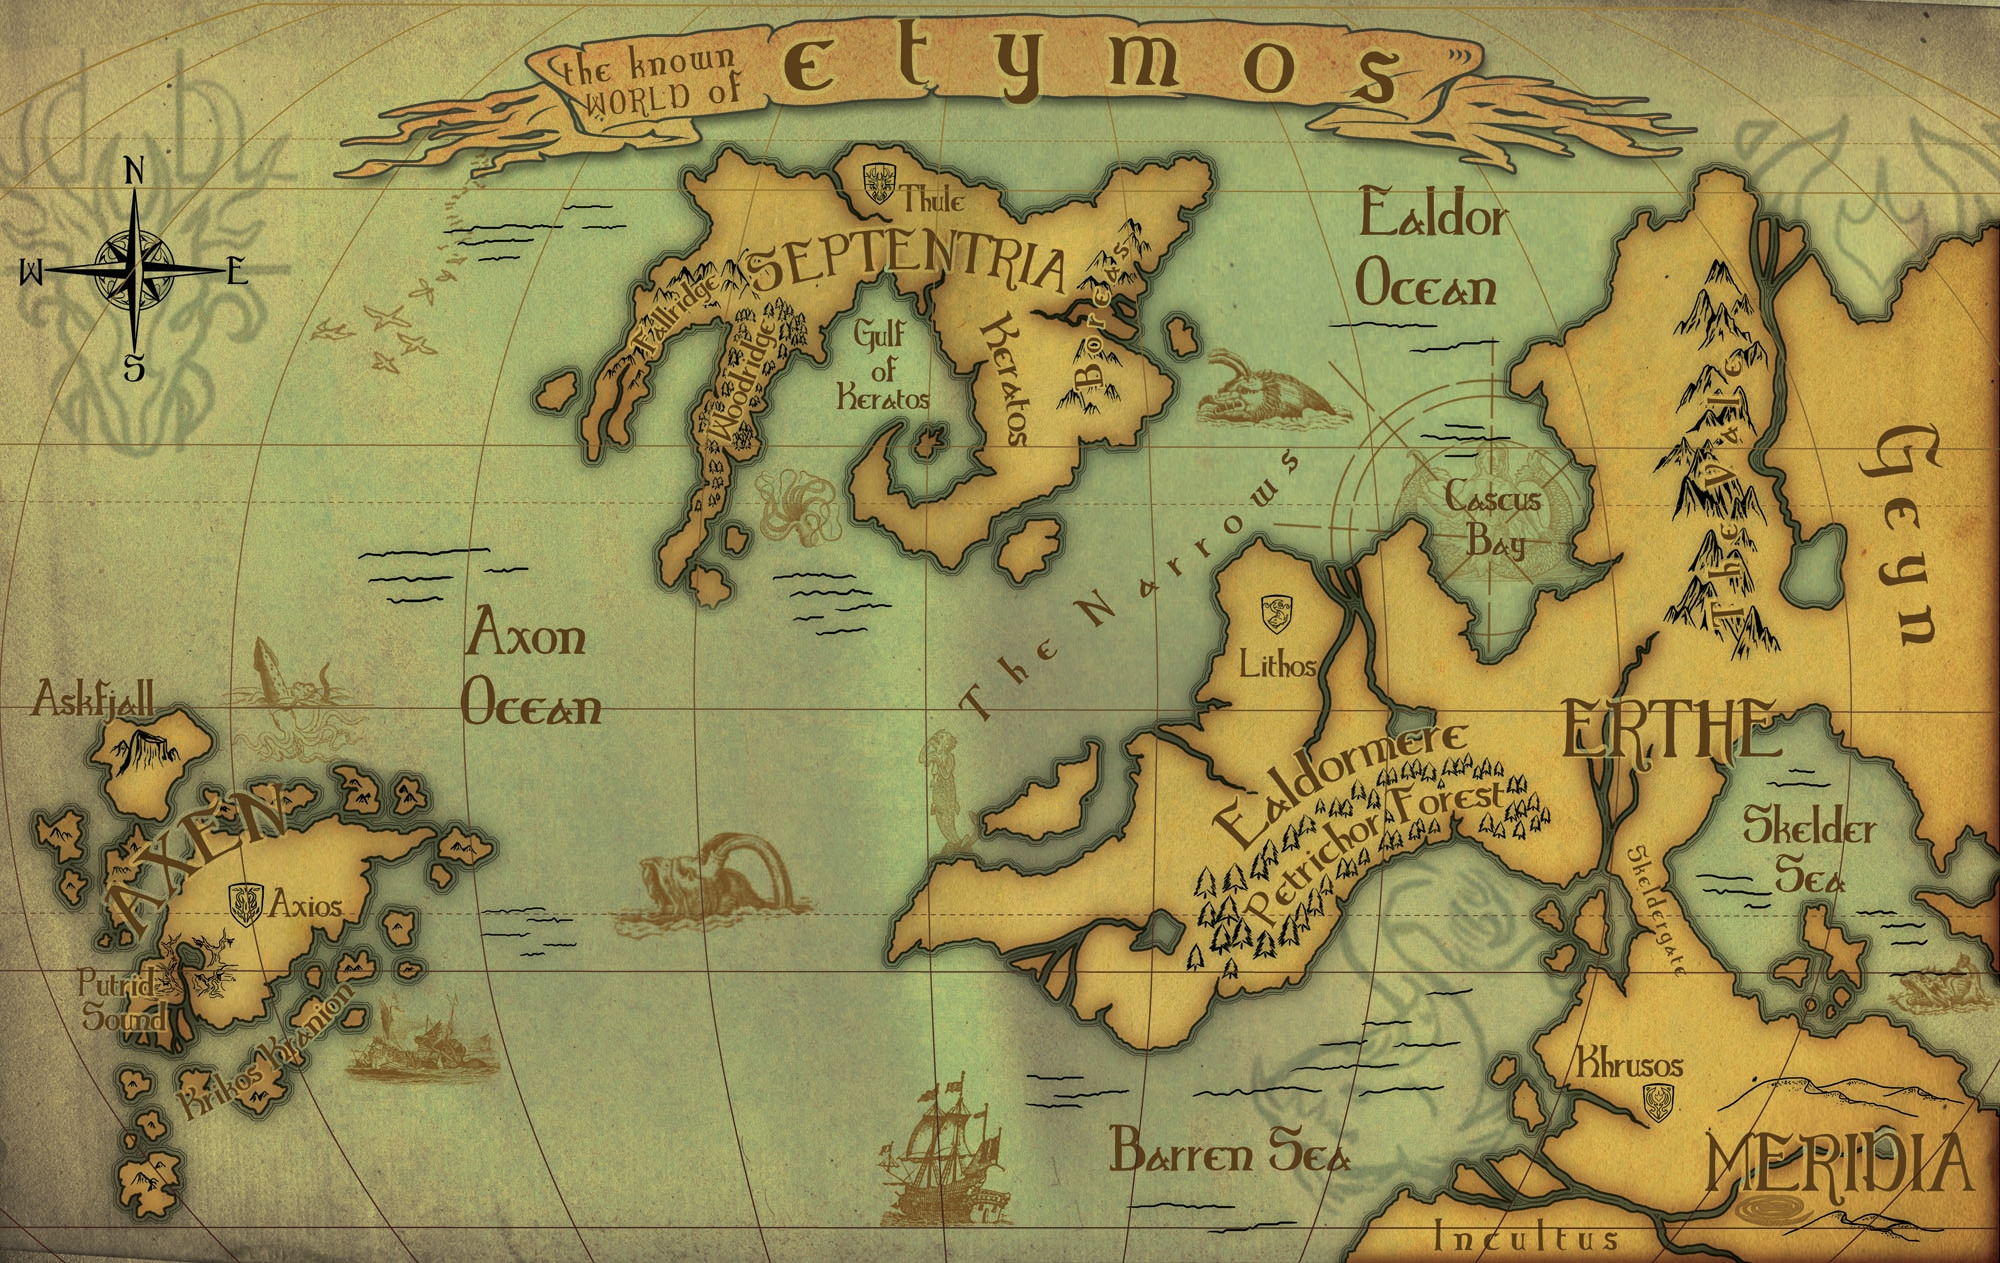 the known
WORLD of
etymos
N
W
E
S
Thule
SEPTENTRIA
Fallridge
Woodridge
Gulf
of
Keratos
Keratos
Boreas
Ealdor
Ocean
The Narrows
Cascus
Bay
The Vale
Geyn
Axon
Ocean
Lithos
ERTHE
Ealdormere
Petrichor Forest
Skelder
Sea
Skeldergate
Askfjall
AXEN
Axios
Putrid
Sound
Krikos Kranion
Khrusos
MERIDIA
Barren Sea
Incultus